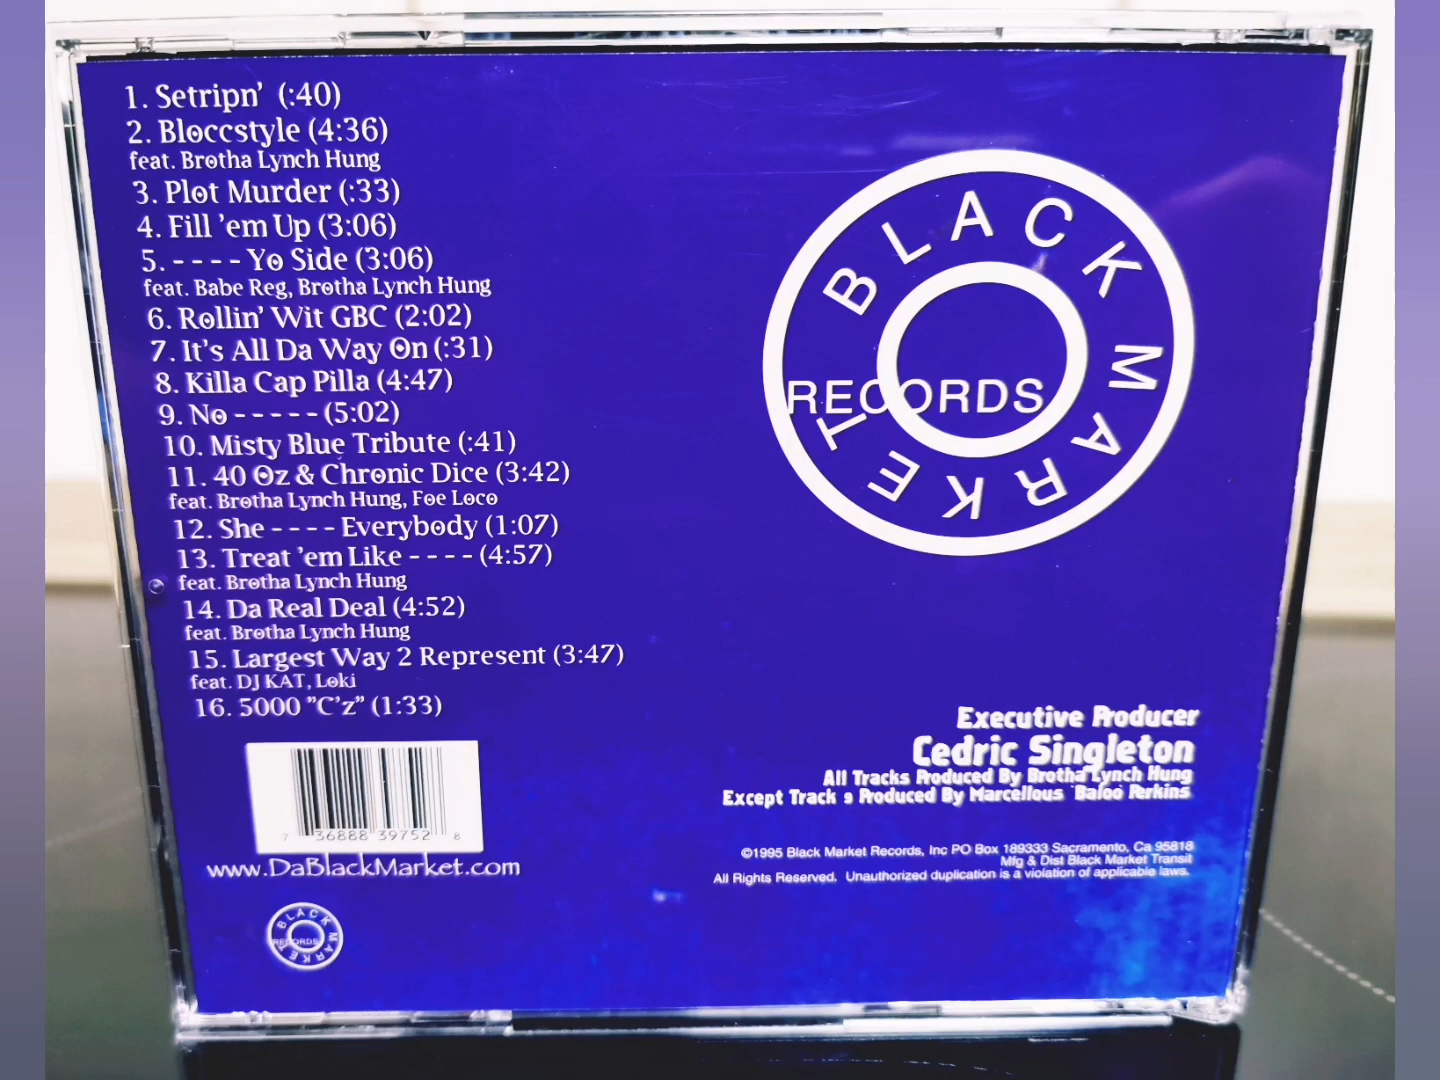 1. Setripn' (:40)
2. Bloccstyle (4:36)
feat. Brotha Lynch Hung
3. Plot Murder (:33)
4. Fill 'em Up (3:06)
5. - - - - Yo Side (3:06)
feat. Babe Reg, Brotha Lynch Hung
6. Rollin' Wit GBC (2:02)
7. It's All Da Way On (:31)
8. Killa Cap Pilla (4:47)
9. No - - - - - (5:02)
10. Misty Blue Tribute (:41)
11. 40 Oz & Chronic Dice (3:42)
feat. Brotha Lynch Hung, Foe Loco
12. She - - - - Everybody (1:07)
13. Treat 'em Like - - - - (4:57)
feat. Brotha Lynch Hung
14. Da Real Deal (4:52)
feat. Brotha Lynch Hung
15. Largest Way 2 Represent (3:47)
feat. DJ KAT, Loki
16. 5000 "C'z" (1:33)
7 36888 39752 8
www.DaBlackMarket.com
BLACK MARKET
RECORDS
BLACK MARKET
RECORDS
Executive Producer
Cedric Singleton
All Tracks Produced By Brotha Lynch Hung
Except Track 9 Produced By Marcellous "Baloo" Perkins
©1995 Black Market Records, Inc PO Box 189333 Sacramento, Ca 95818
Mfg & Dist Black Market Transit
All Rights Reserved. Unauthorized duplication is a violation of applicable laws.